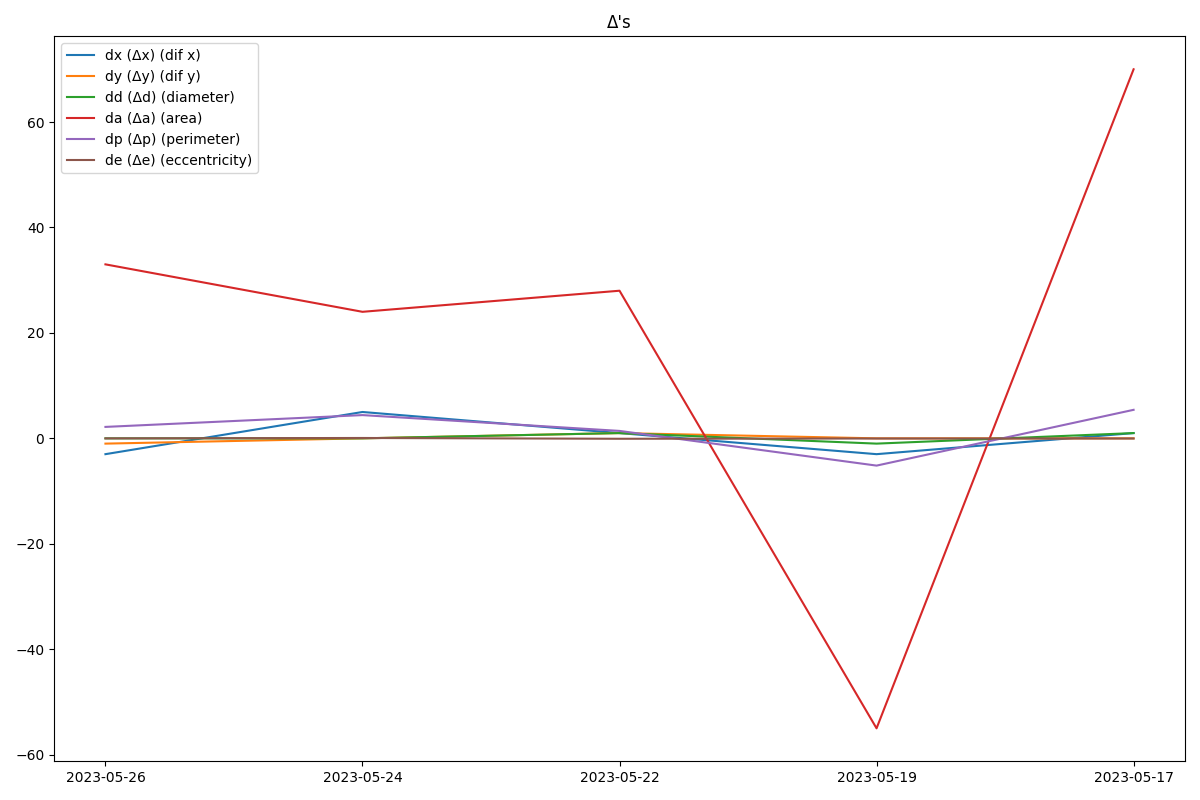 Δ's
dx (Δx) (dif x)
dy (Δy) (dif y)
dd (Δd) (diameter)
da (Δa) (area)
dp (Δp) (perimeter)
de (Δe) (eccentricity)
60
40
20
0
−20
−40
−60
2023-05-26
2023-05-24
2023-05-22
2023-05-19
2023-05-17